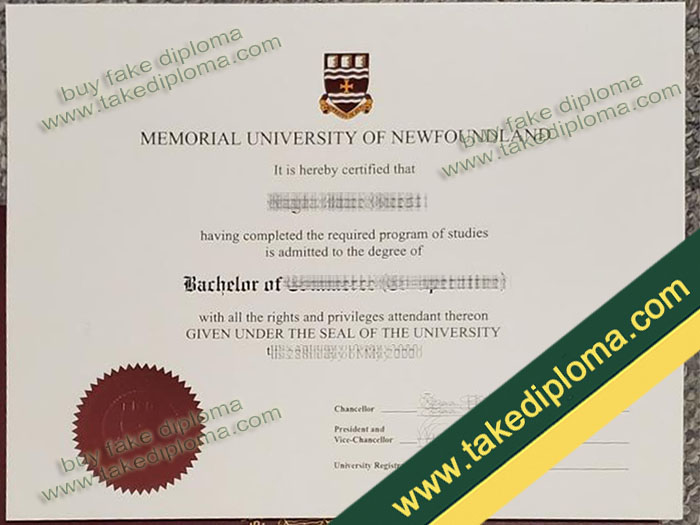 buy fake diploma
www.takediploma.com
buy fake diploma
www.takediploma.com
MEMORIAL UNIVERSITY OF NEWFOUNDLAND
It is hereby certified that
having completed the required program of studies
is admitted to the degree of
Bachelor of
with all the rights and privileges attendant thereon
GIVEN UNDER THE SEAL OF THE UNIVERSITY
Chancellor
President and
Vice-Chancellor
University
buy fake diploma
www.takediploma.com
www.takediploma.com